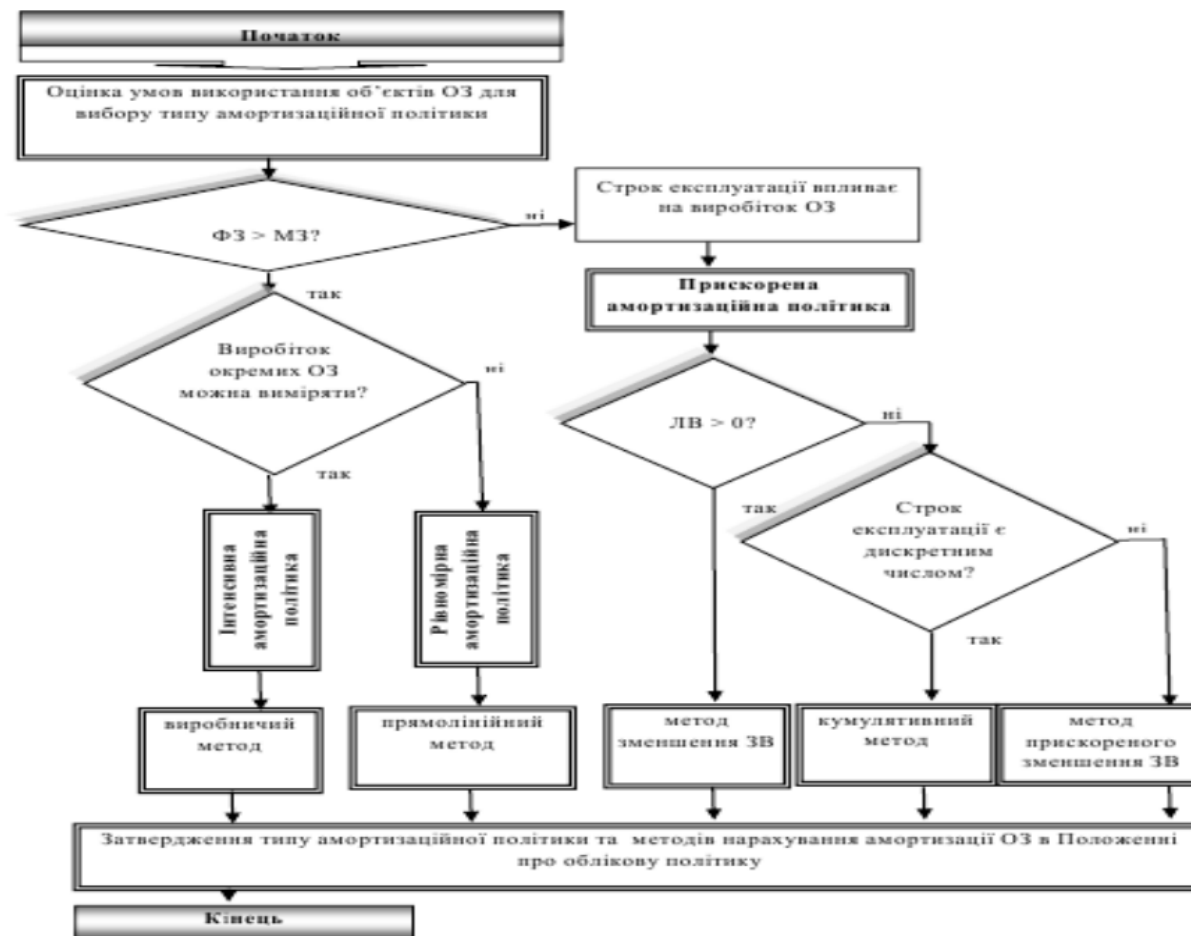 Початок
Оцінка умов використання об’єктів ОЗ для
вибору типу амортизаційної політики
ФЗ > МЗ?
ні
Строк експлуатації впливає
на виробіток ОЗ
так
Прискорена
амортизаційна політика
Виробіток
окремих ОЗ
можна виміряти?
ні
так
ЛВ > 0?
ні
так
Строк
експлуатації є
дискретним
числом?
ні
так
Інтенсивна
амортизаційна
політика
Рівномірна
амортизаційна
політика
виробничий
метод
прямолінійний
метод
метод
зменшення ЗВ
кумулятивний
метод
метод
прискореного
зменшення ЗВ
Затвердження типу амортизаційної політики та методів нарахування амортизації ОЗ в Положенні
про облікову політику
Кінець